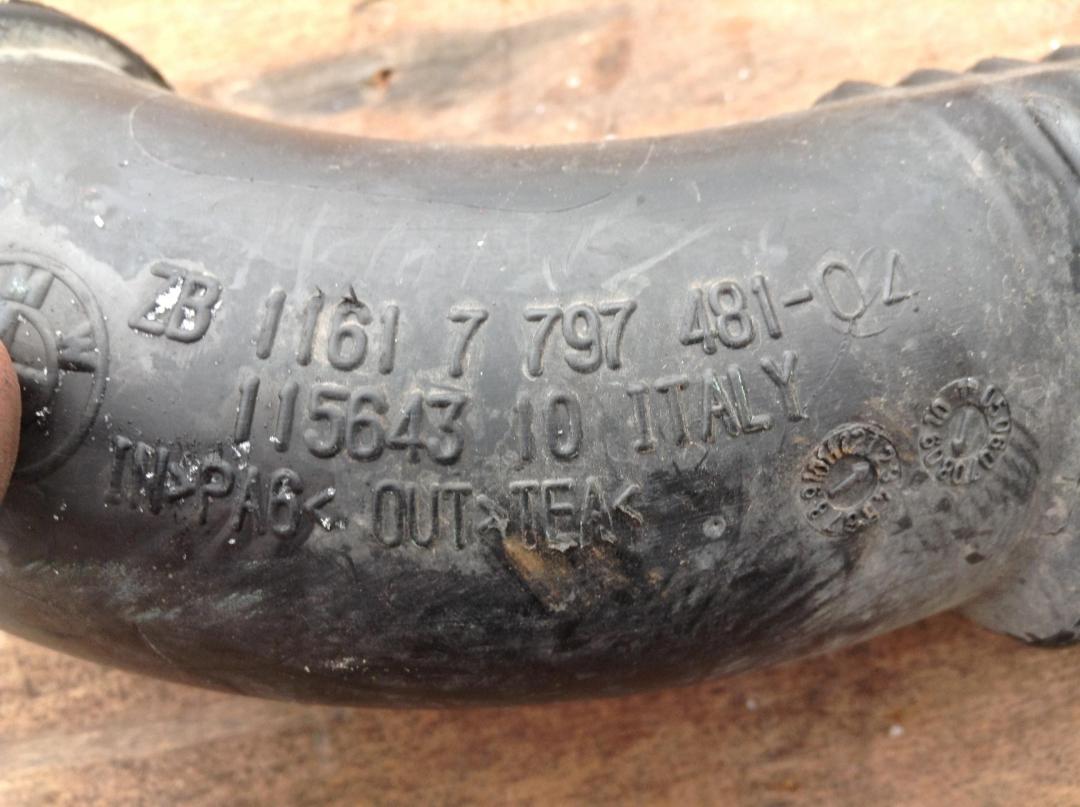 ZB 1161 7 797 481-04
115643 10 ITALY
IN>PA6< OUT>TEA<